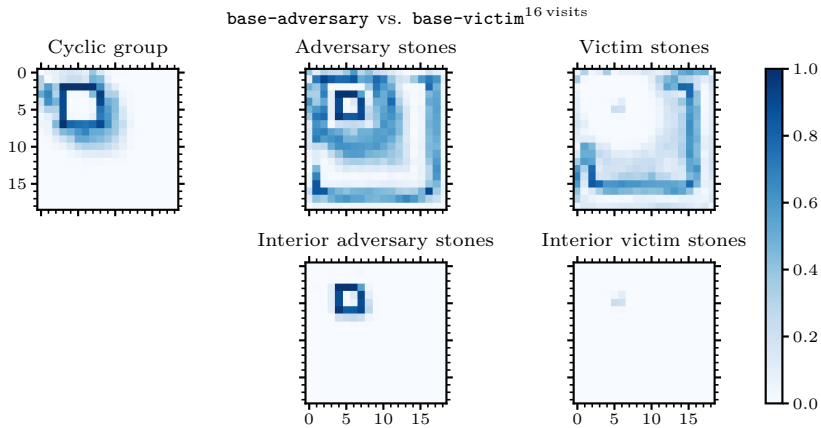 base-adversary vs. base-victim16 visits
Cyclic group
Adversary stones
Victim stones
0
5
10
15
1.0
0.8
0.6
0.4
0.2
0.0
Interior adversary stones
Interior victim stones
0 5 10 15
0 5 10 15